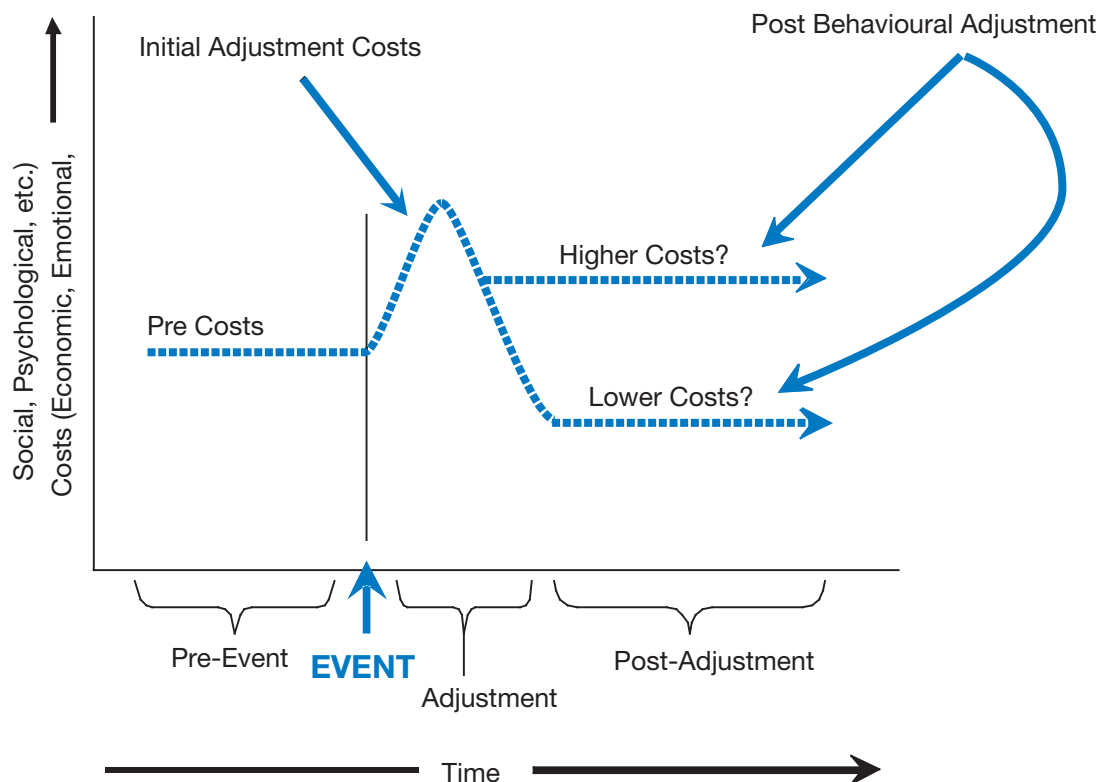 Post Behavioural Adjustment
Initial Adjustment Costs
Social, Psychological, etc.)
Costs (Economic, Emotional,
Higher Costs?
Pre Costs
Lower Costs?
Pre-Event
EVENT
Adjustment
Post-Adjustment
Time